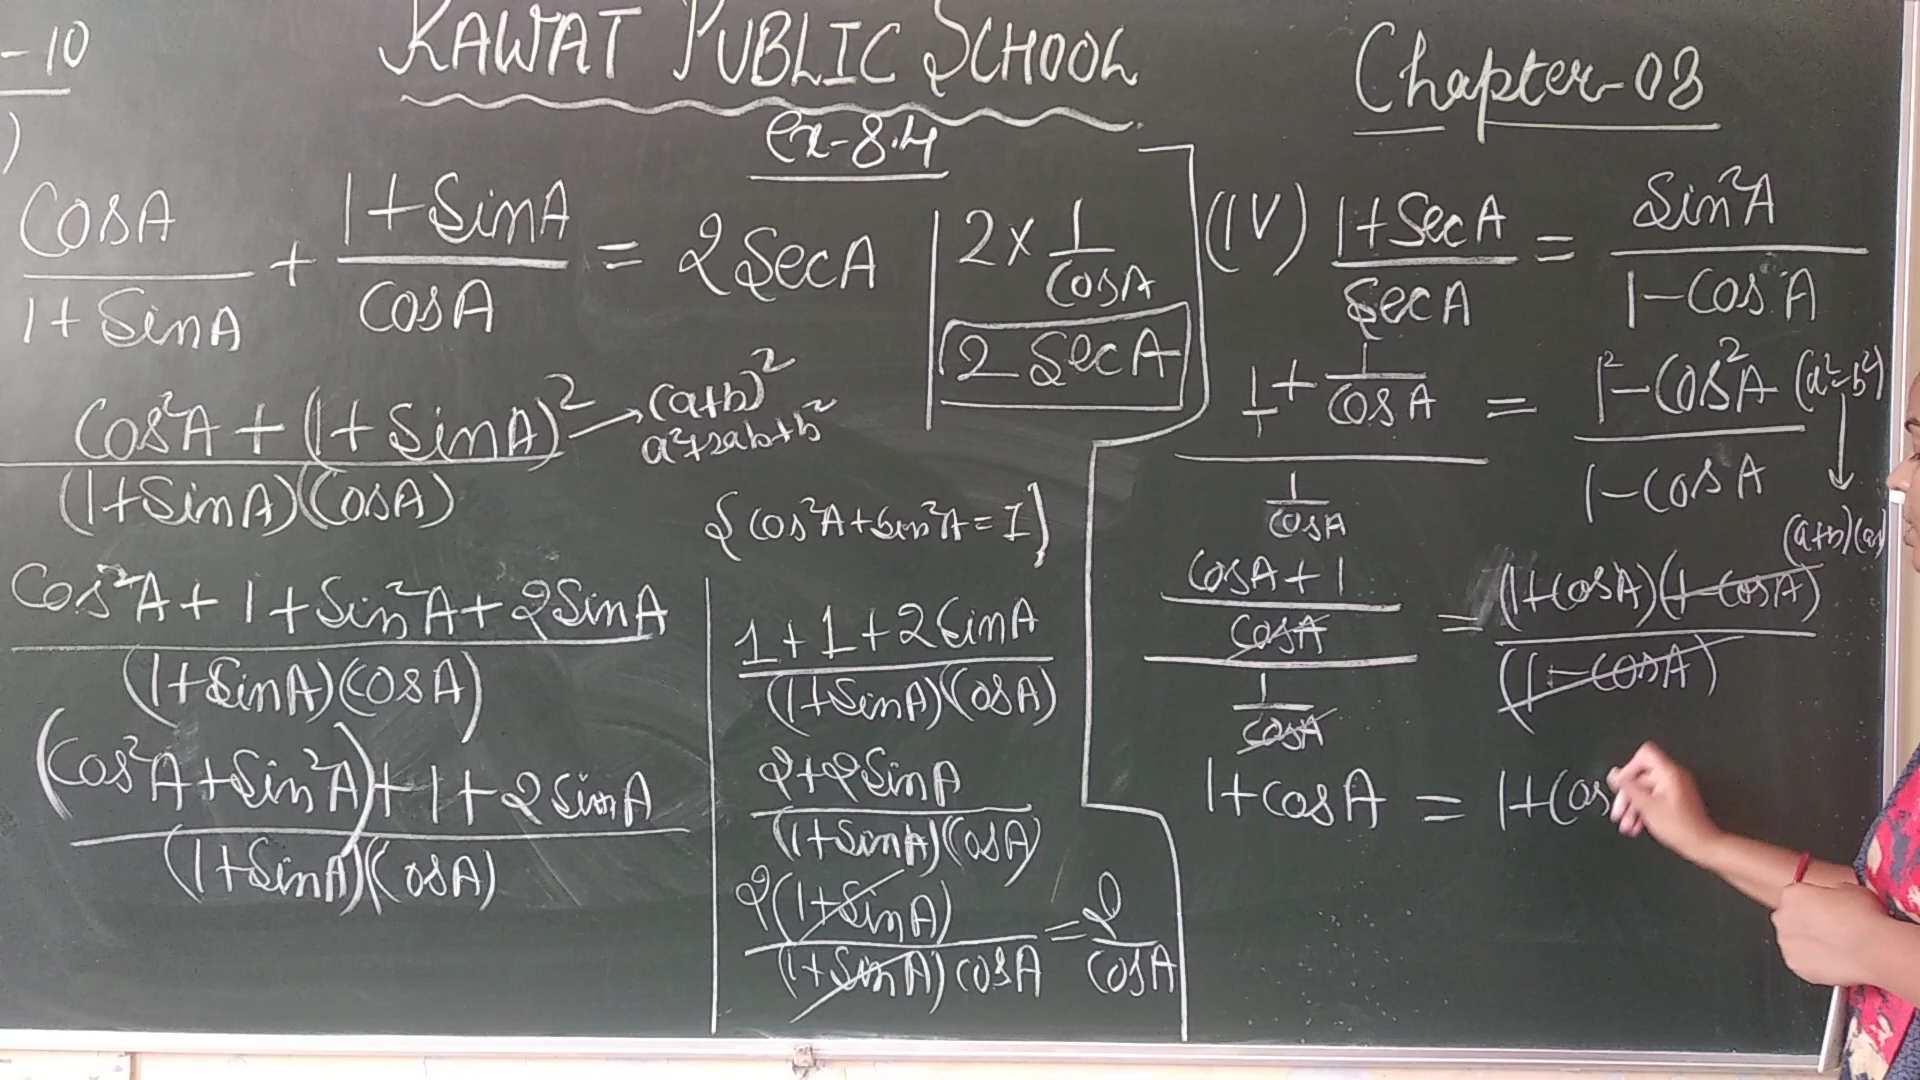 -10
RAWAT PUBLIC SCHOOL
Chapter-08
)
ex-8.4
CosA/(1+SinA) + (1+SinA)/CosA = 2SecA
(Cos²A + (1+SinA)²)/((1+SinA)(CosA)) → (a+b)²
a²+2ab+b²
(Cos²A + 1 + Sin²A + 2SinA)/((1+SinA)(CosA))
((Cos²A + Sin²A) + 1 + 2SinA)/((1+SinA)(CosA))
{Cos²A + Sin²A = 1}
(1 + 1 + 2SinA)/((1+SinA)(CosA))
(2+2SinA)/((1+SinA)(CosA))
2(1+SinA)/((1+SinA)CosA) = 2/CosA
2 × 1/CosA
2 SecA
(IV) (1+SecA)/SecA = Sin²A/(1-CosA)
(1/1 + 1/CosA)/(1/CosA) = (1²-Cos²A)/(1-CosA) (a²-b²)
↓
(a+b)(a
((CosA+1)/CosA)/(1/CosA) = (1+CosA)(1-CosA)/(1-CosA)
1+CosA = 1+Cos